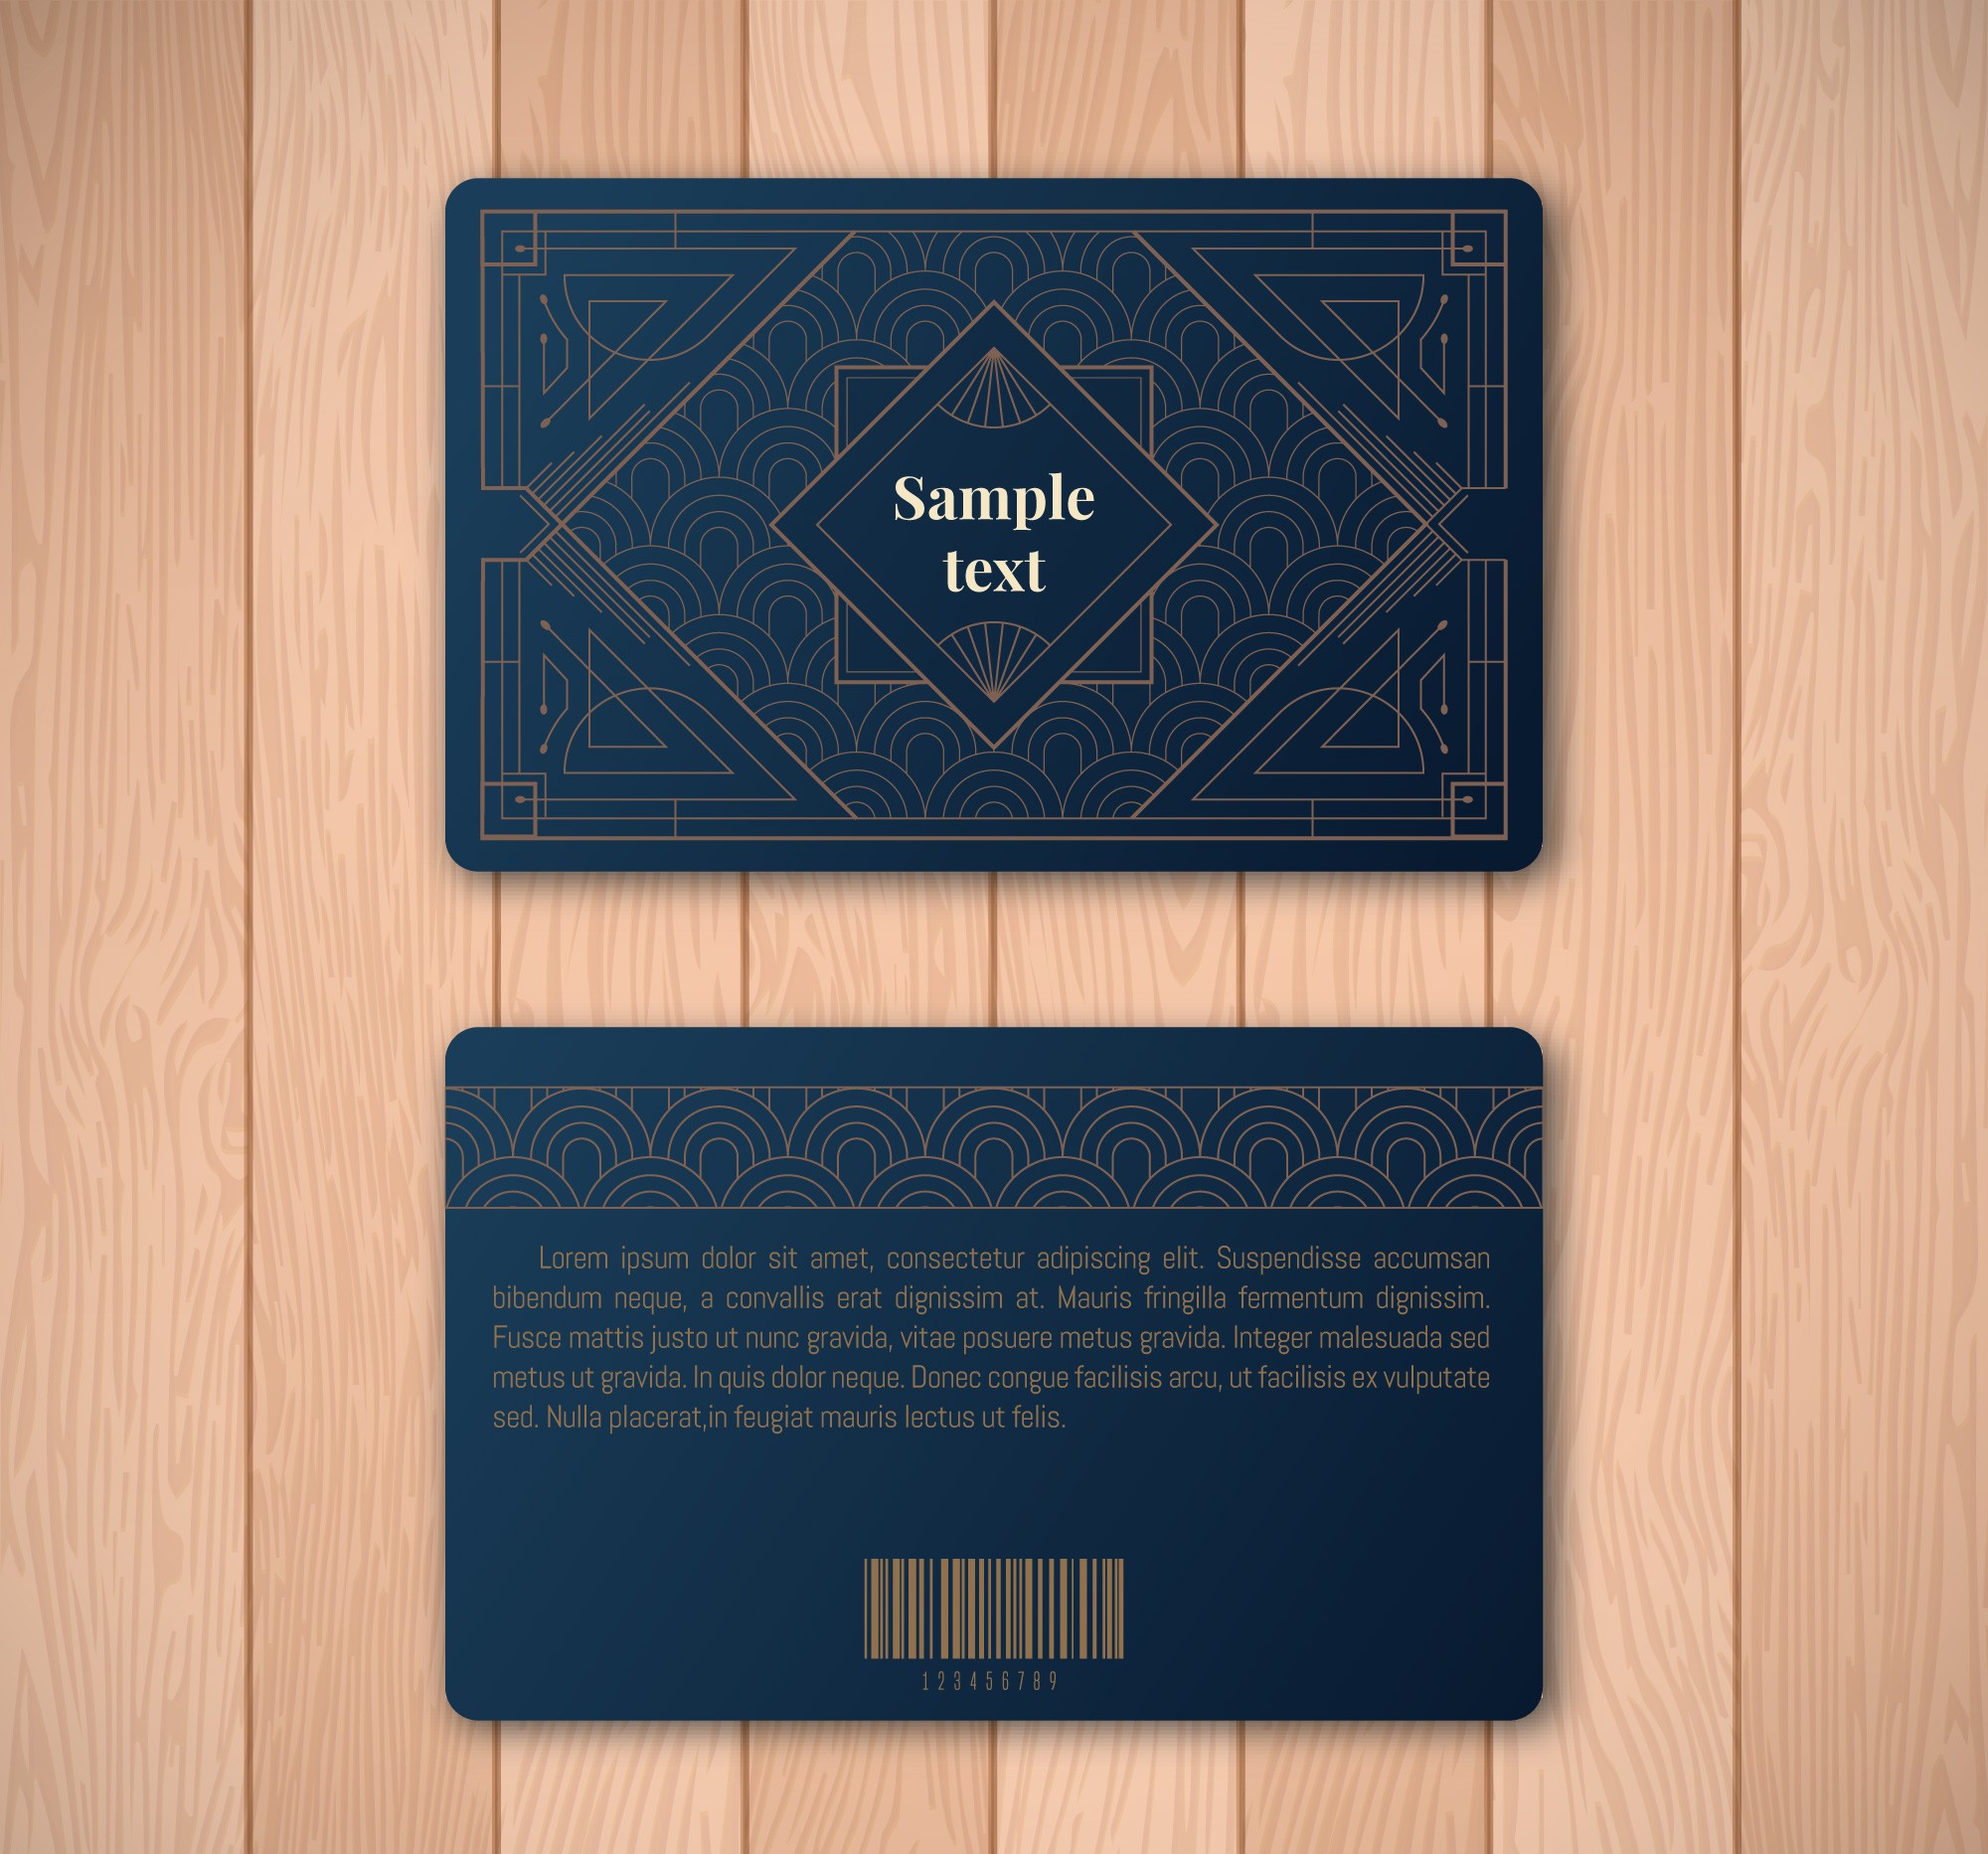 Sample
text
Lorem ipsum dolor sit amet, consectetur adipiscing elit. Suspendisse accumsan
bibendum neque, a convallis erat dignissim at. Mauris fringilla fermentum dignissim.
Fusce mattis justo ut nunc gravida, vitae posuere metus gravida. Integer malesuada sed
metus ut gravida. In quis dolor neque. Donec congue facilisis arcu, ut facilisis ex vulputate
sed. Nulla placerat,in feugiat mauris lectus ut felis.
123456789